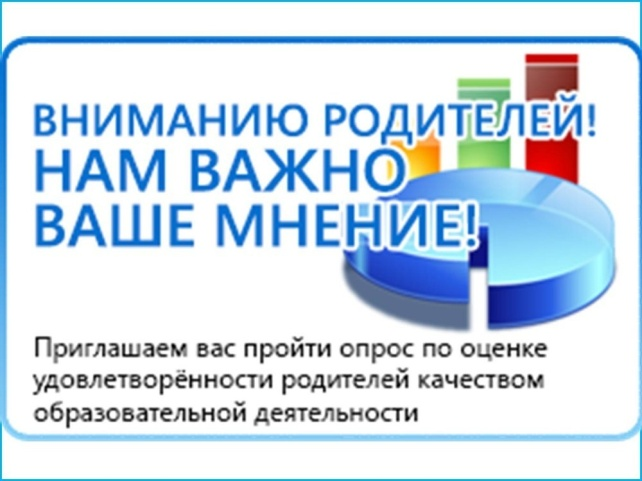 ВНИМАНИЮ РОДИТЕЛЕЙ!
НАМ ВАЖНО
ВАШЕ МНЕНИЕ!
Приглашаем вас пройти опрос по оценке
удовлетворённости родителей качеством
образовательной деятельности